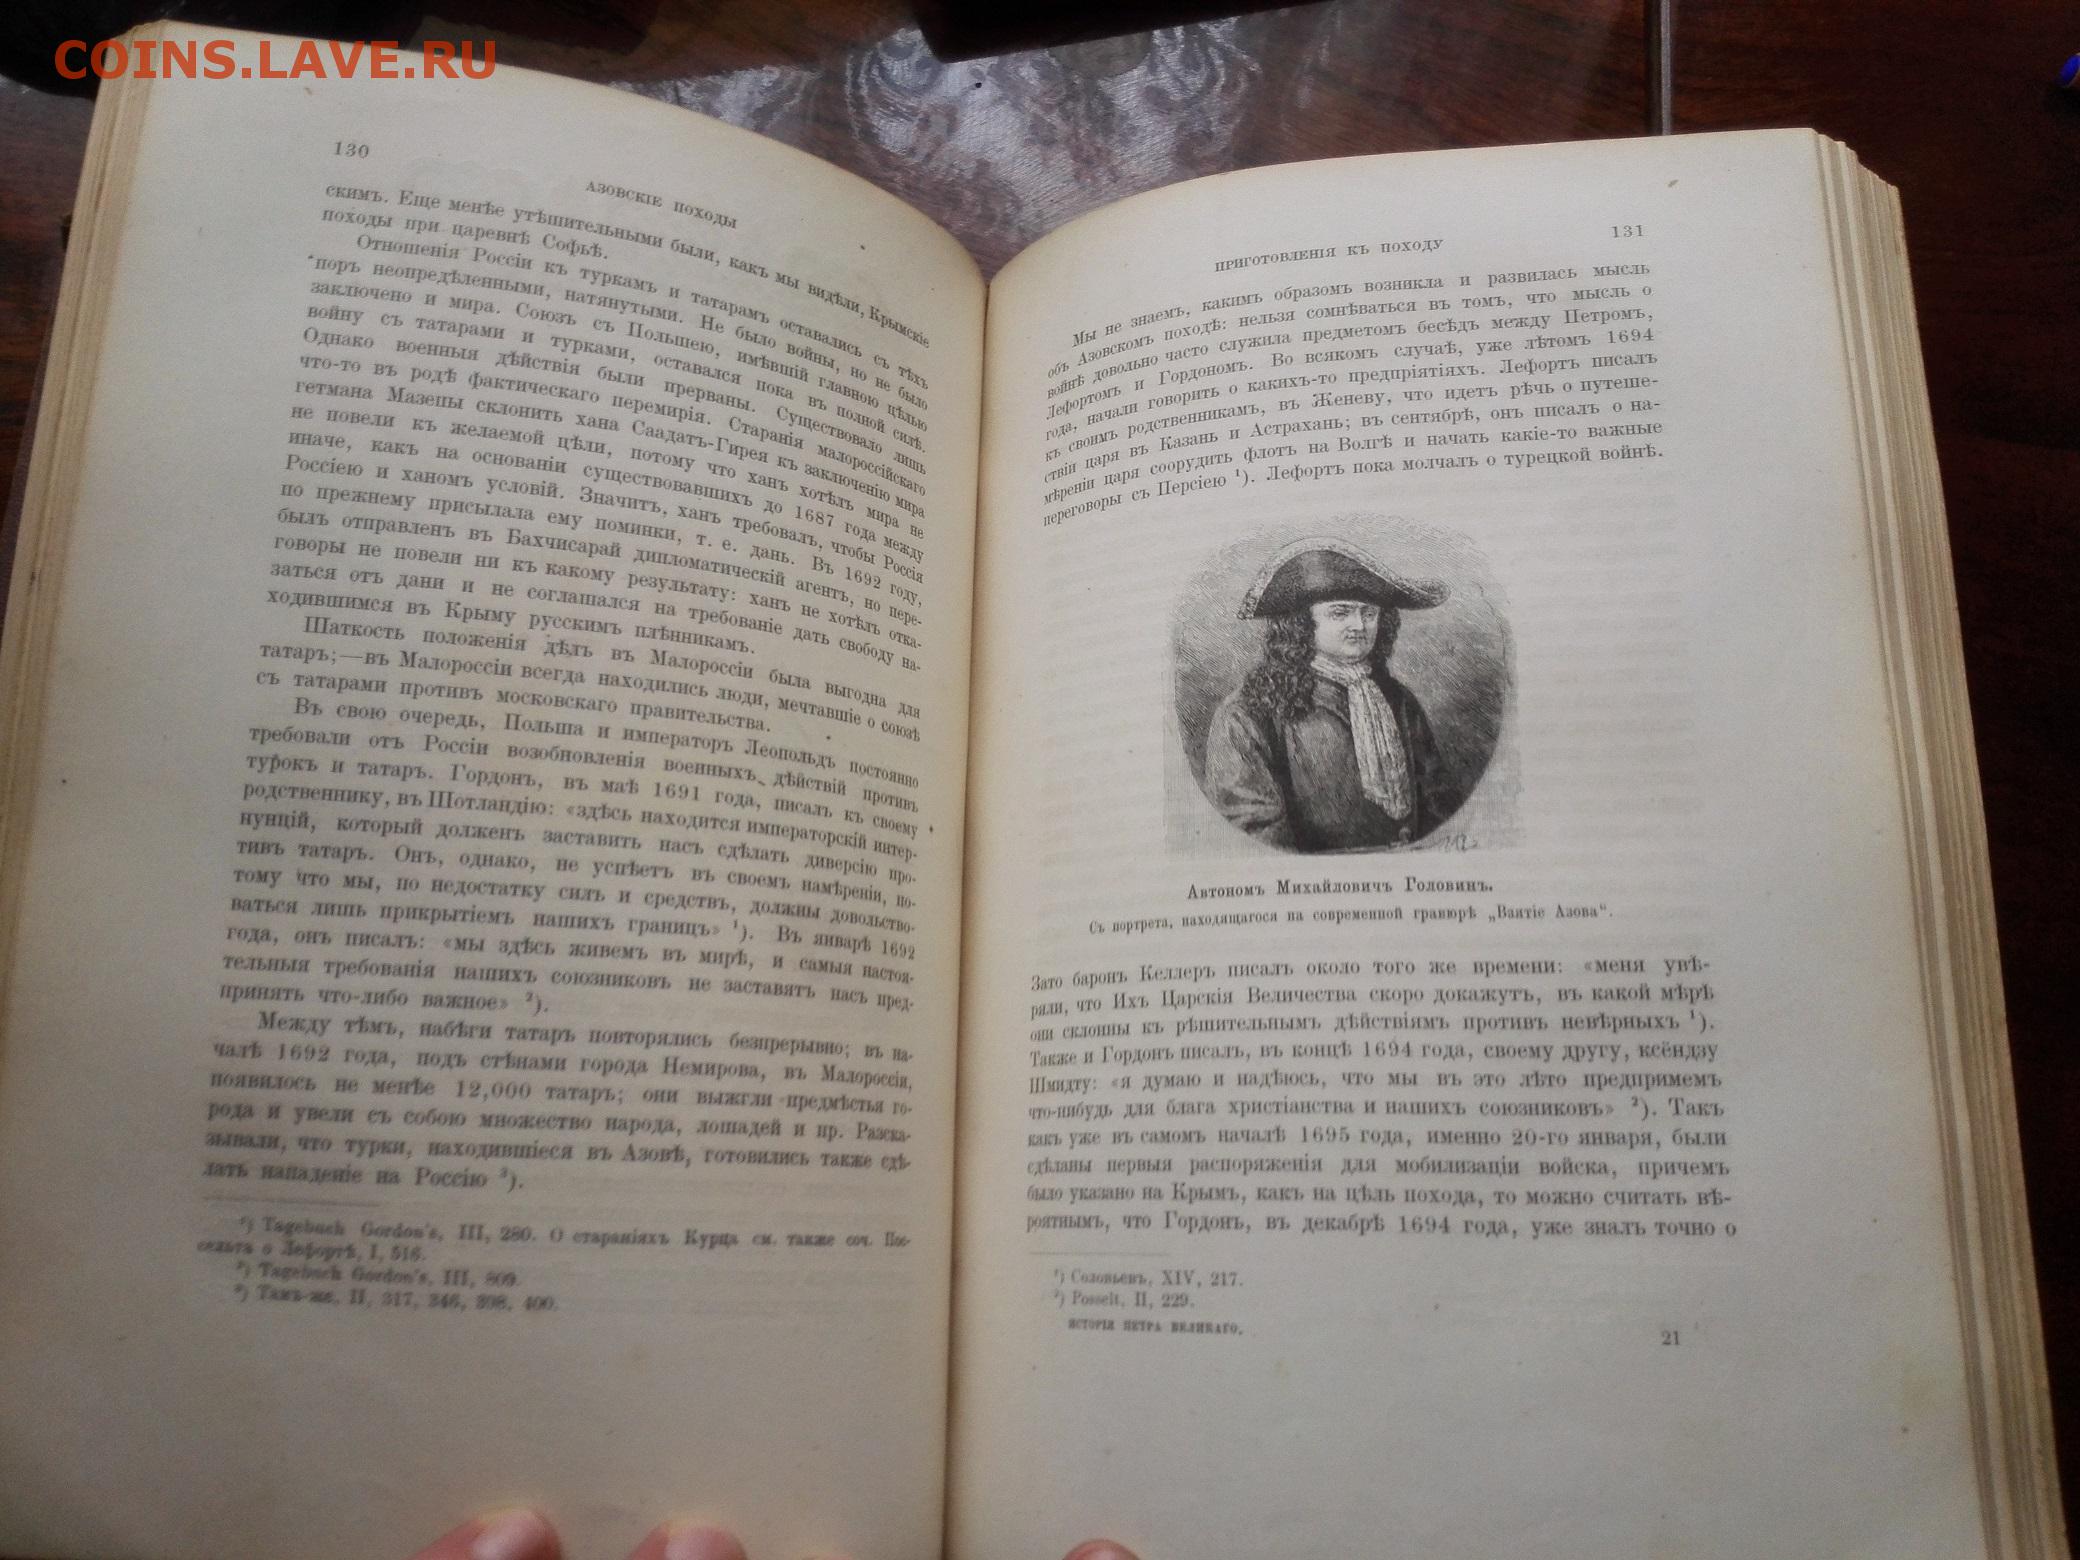 COINS.LAVE.RU
130
АЗОВСКІЕ ПОХОДЫ
скимъ. Еще менѣе утѣшительными были, какъ мы видѣли, Крымскіе
походы при царевнѣ Софьѣ.
Отношенія Россіи къ туркамъ и татарамъ оставались съ тѣхъ
поръ неопредѣленными, натянутыми. Не было войны, но не было
заключено и мира. Союзъ съ Польшею, имѣвшій главною цѣлью
войну съ татарами и турками, оставался пока въ полной силѣ.
Однако военныя дѣйствія были прерваны. Существовало лишь
что-то въ родѣ фактическаго перемирія. Старанія малороссійскаго
гетмана Мазепы склонить хана Саадатъ-Гирея къ заключенію мира
не повели къ желаемой цѣли, потому что ханъ хотѣлъ мира не
иначе, какъ на основаніи существовавшихъ до 1687 года между
Россіею и ханомъ условій. Значитъ, ханъ требовалъ, чтобы Россія
по прежнему присылала ему поминки, т. е. дань. Въ 1692 году,
былъ отправленъ въ Бахчисарай дипломатическій агентъ, но пере-
говоры не повели ни къ какому результату: ханъ не хотѣлъ отка-
заться отъ дани и не соглашался на требованіе дать свободу на-
ходившимся въ Крыму русскимъ плѣнникамъ.
Шаткость положенія дѣлъ въ Малороссіи была выгодна для
татаръ;—въ Малороссіи всегда находились люди, мечтавшіе о союзѣ
съ татарами противъ московскаго правительства.
Въ свою очередь, Польша и императоръ Леопольдъ постоянно
требовали отъ Россіи возобновленія военныхъ дѣйствій противъ
турокъ и татаръ. Гордонъ, въ маѣ 1691 года, писалъ къ своему
родственнику, въ Шотландію: «здѣсь находится императорскій интер-
нунцій, который долженъ заставить насъ сдѣлать диверсію про-
тивъ татаръ. Онъ, однако, не успѣетъ въ своемъ намѣреніи, по-
тому что мы, по недостатку силъ и средствъ, должны довольство-
ваться лишь прикрытіемъ нашихъ границъ» ¹). Въ январѣ 1692
года, онъ писалъ: «мы здѣсь живемъ въ мирѣ, и самыя настоя-
тельныя требованія нашихъ союзниковъ не заставятъ насъ пред-
принять что-либо важное» ²).
Между тѣмъ, набѣги татаръ повторялись безпрерывно; въ на-
чалѣ 1692 года, подъ стѣнами города Немирова, въ Малороссіи,
появилось не менѣе 12,000 татаръ; они выжгли предмѣстья го-
рода и увели съ собою множество народа, лошадей и пр. Разска-
зывали, что турки, находившіеся въ Азовѣ, готовились также сдѣ-
лать нападеніе на Россію ³).
¹) Tagebuch Gordon's, III, 280. О стараніяхъ Курца см. также соч. Пос-
сельта о Лефортѣ, I, 516.
²) Tagebuch Gordon's, III, 309.
³) Тамъ-же, II, 317, 346, 398, 400.
ПРИГОТОВЛЕНІЯ КЪ ПОХОДУ
131
Мы не знаемъ, какимъ образомъ возникла и развилась мысль
объ Азовскомъ походѣ: нельзя сомнѣваться въ томъ, что мысль о
войнѣ довольно часто служила предметомъ бесѣдъ между Петромъ,
Лефортомъ и Гордономъ. Во всякомъ случаѣ, уже лѣтомъ 1694
года, начали говорить о какихъ-то предпріятіяхъ. Лефортъ писалъ
къ своимъ родственникамъ, въ Женеву, что идетъ рѣчь о путеше-
ствіи царя въ Казань и Астрахань; въ сентябрѣ, онъ писалъ о на-
мѣреніи царя соорудить флотъ на Волгѣ и начать какіе-то важные
переговоры съ Персіею ¹). Лефортъ пока молчалъ о турецкой войнѣ.
Автономъ Михайловичъ Головинъ.
Съ портрета, находящагося на современной гравюрѣ „Взятіе Азова“.
Зато баронъ Келлеръ писалъ около того же времени: «меня увѣ-
ряли, что Ихъ Царскія Величества скоро докажутъ, въ какой мѣрѣ
они склонны къ рѣшительнымъ дѣйствіямъ противъ невѣрныхъ ¹).
Также и Гордонъ писалъ, въ концѣ 1694 года, своему другу, ксёндзу
Шмидту: «я думаю и надѣюсь, что мы въ это лѣто предпримемъ
что-нибудь для блага христіанства и нашихъ союзниковъ» ²). Такъ
какъ уже въ самомъ началѣ 1695 года, именно 20-го января, были
сдѣланы первыя распоряженія для мобилизаціи войска, причемъ
было указано на Крымъ, какъ на цѣль похода, то можно считать вѣ-
роятнымъ, что Гордонъ, въ декабрѣ 1694 года, уже зналъ точно о
¹) Соловьевъ, XIV, 217.
²) Posselt, II, 229.
ИСТОРІЯ ПЕТРА ВЕЛИКАГО.
21